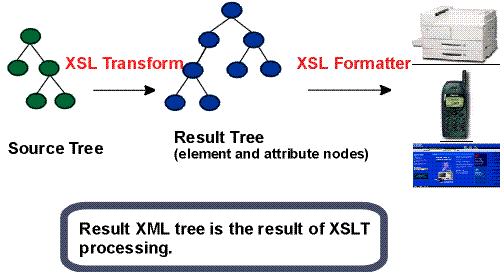 XSL Transform
XSL Formatter
Source Tree
Result Tree
(element and attribute nodes)
Result XML tree is the result of XSLT
processing.